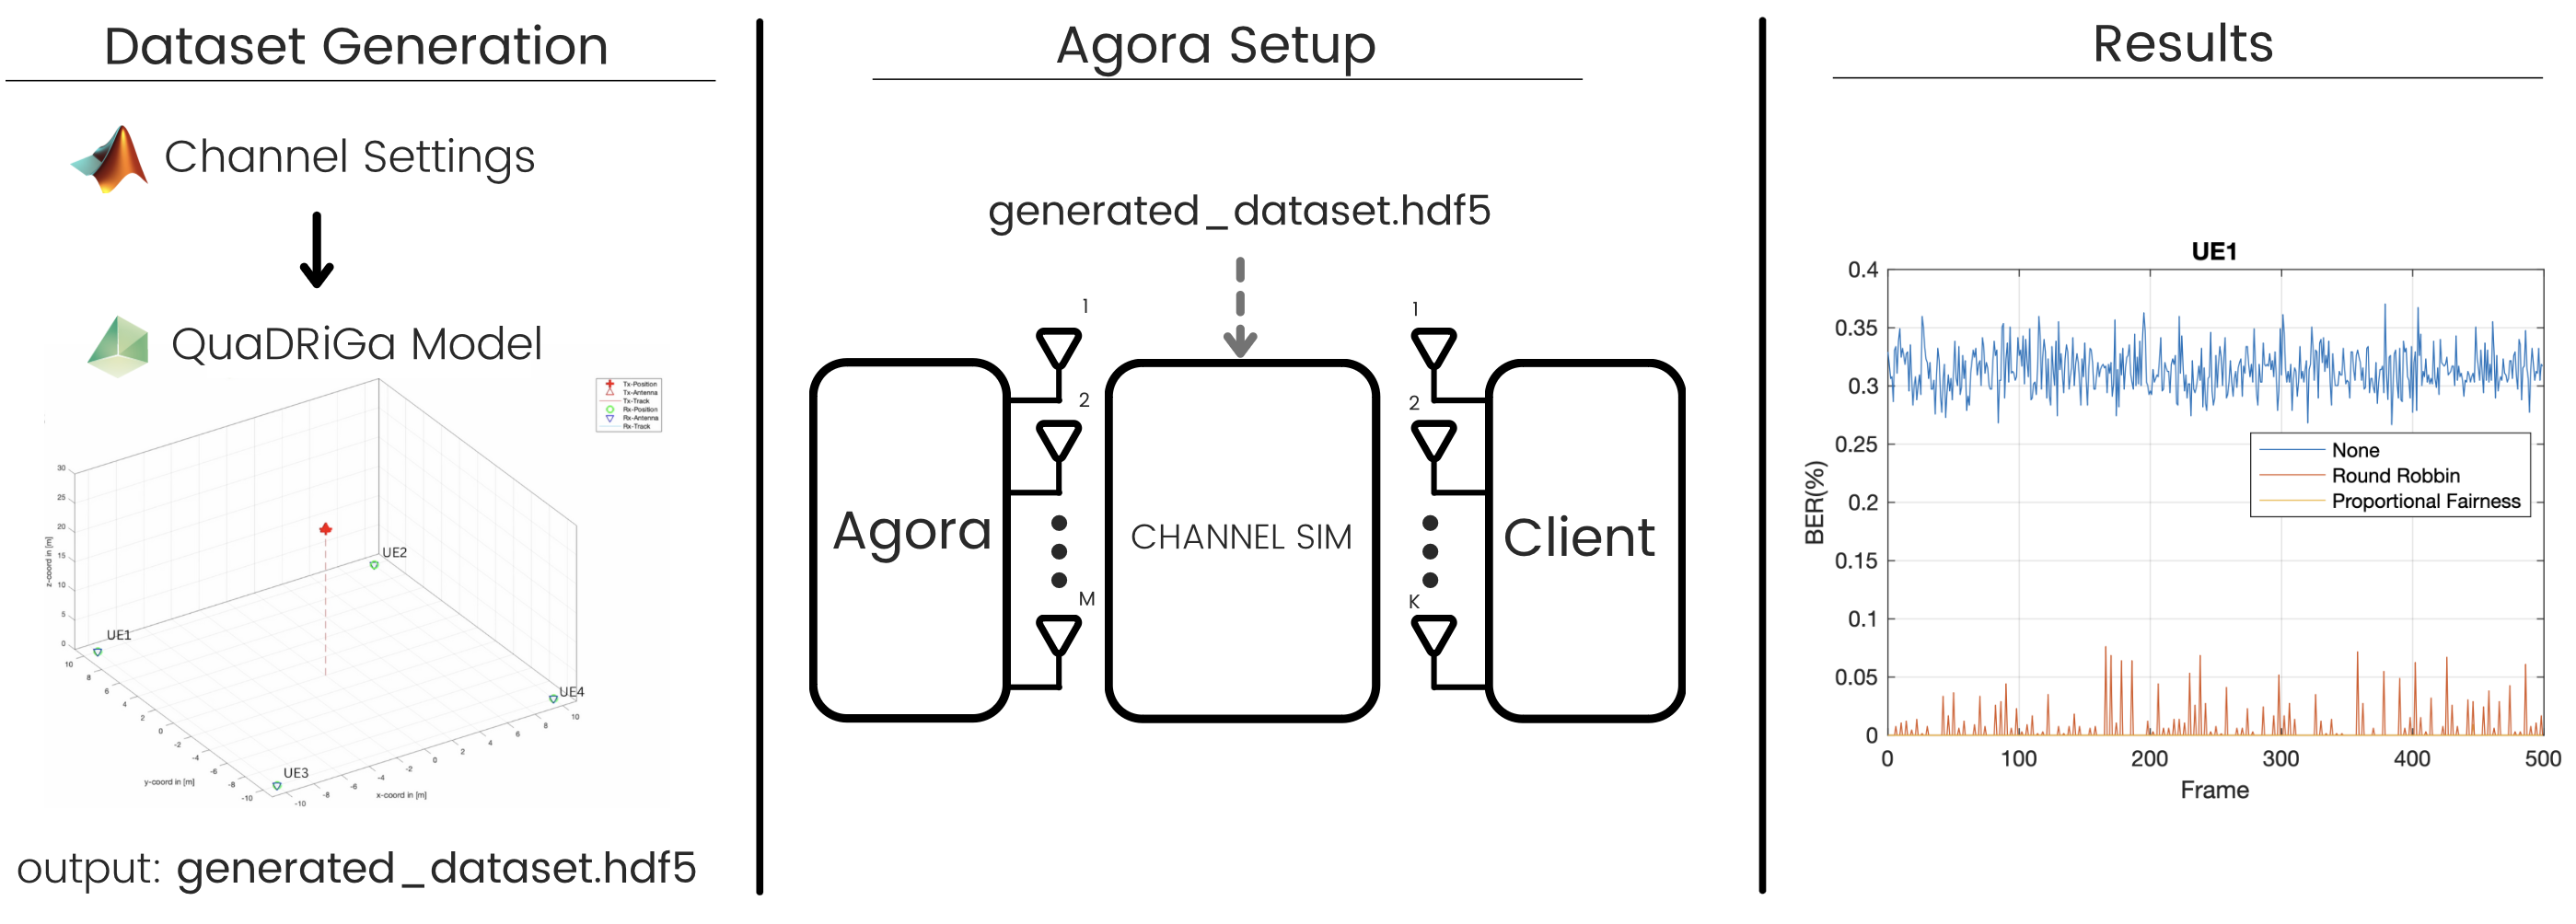 Dataset Generation
Channel Settings
QuaDRiGa Model
Tx-Position
Tx-Antenna
Tx-Track
Rx-Position
Rx-Antenna
Rx-Track
30
25
20
15
10
5
0
z-coord in [m]
10
8
6
4
2
0
-2
-4
-6
-8
-10
y-coord in [m]
-10
-8
-6
-4
-2
0
2
4
6
8
10
x-coord in [m]
UE1
UE2
UE3
UE4
output: generated_dataset.hdf5
Agora Setup
generated_dataset.hdf5
1
2
M
Agora
CHANNEL SIM
1
2
K
Client
Results
UE1
0.4
0.35
0.3
0.25
0.2
0.15
0.1
0.05
0
BER(%)
None
Round Robbin
Proportional Fairness
0
100
200
300
400
500
Frame